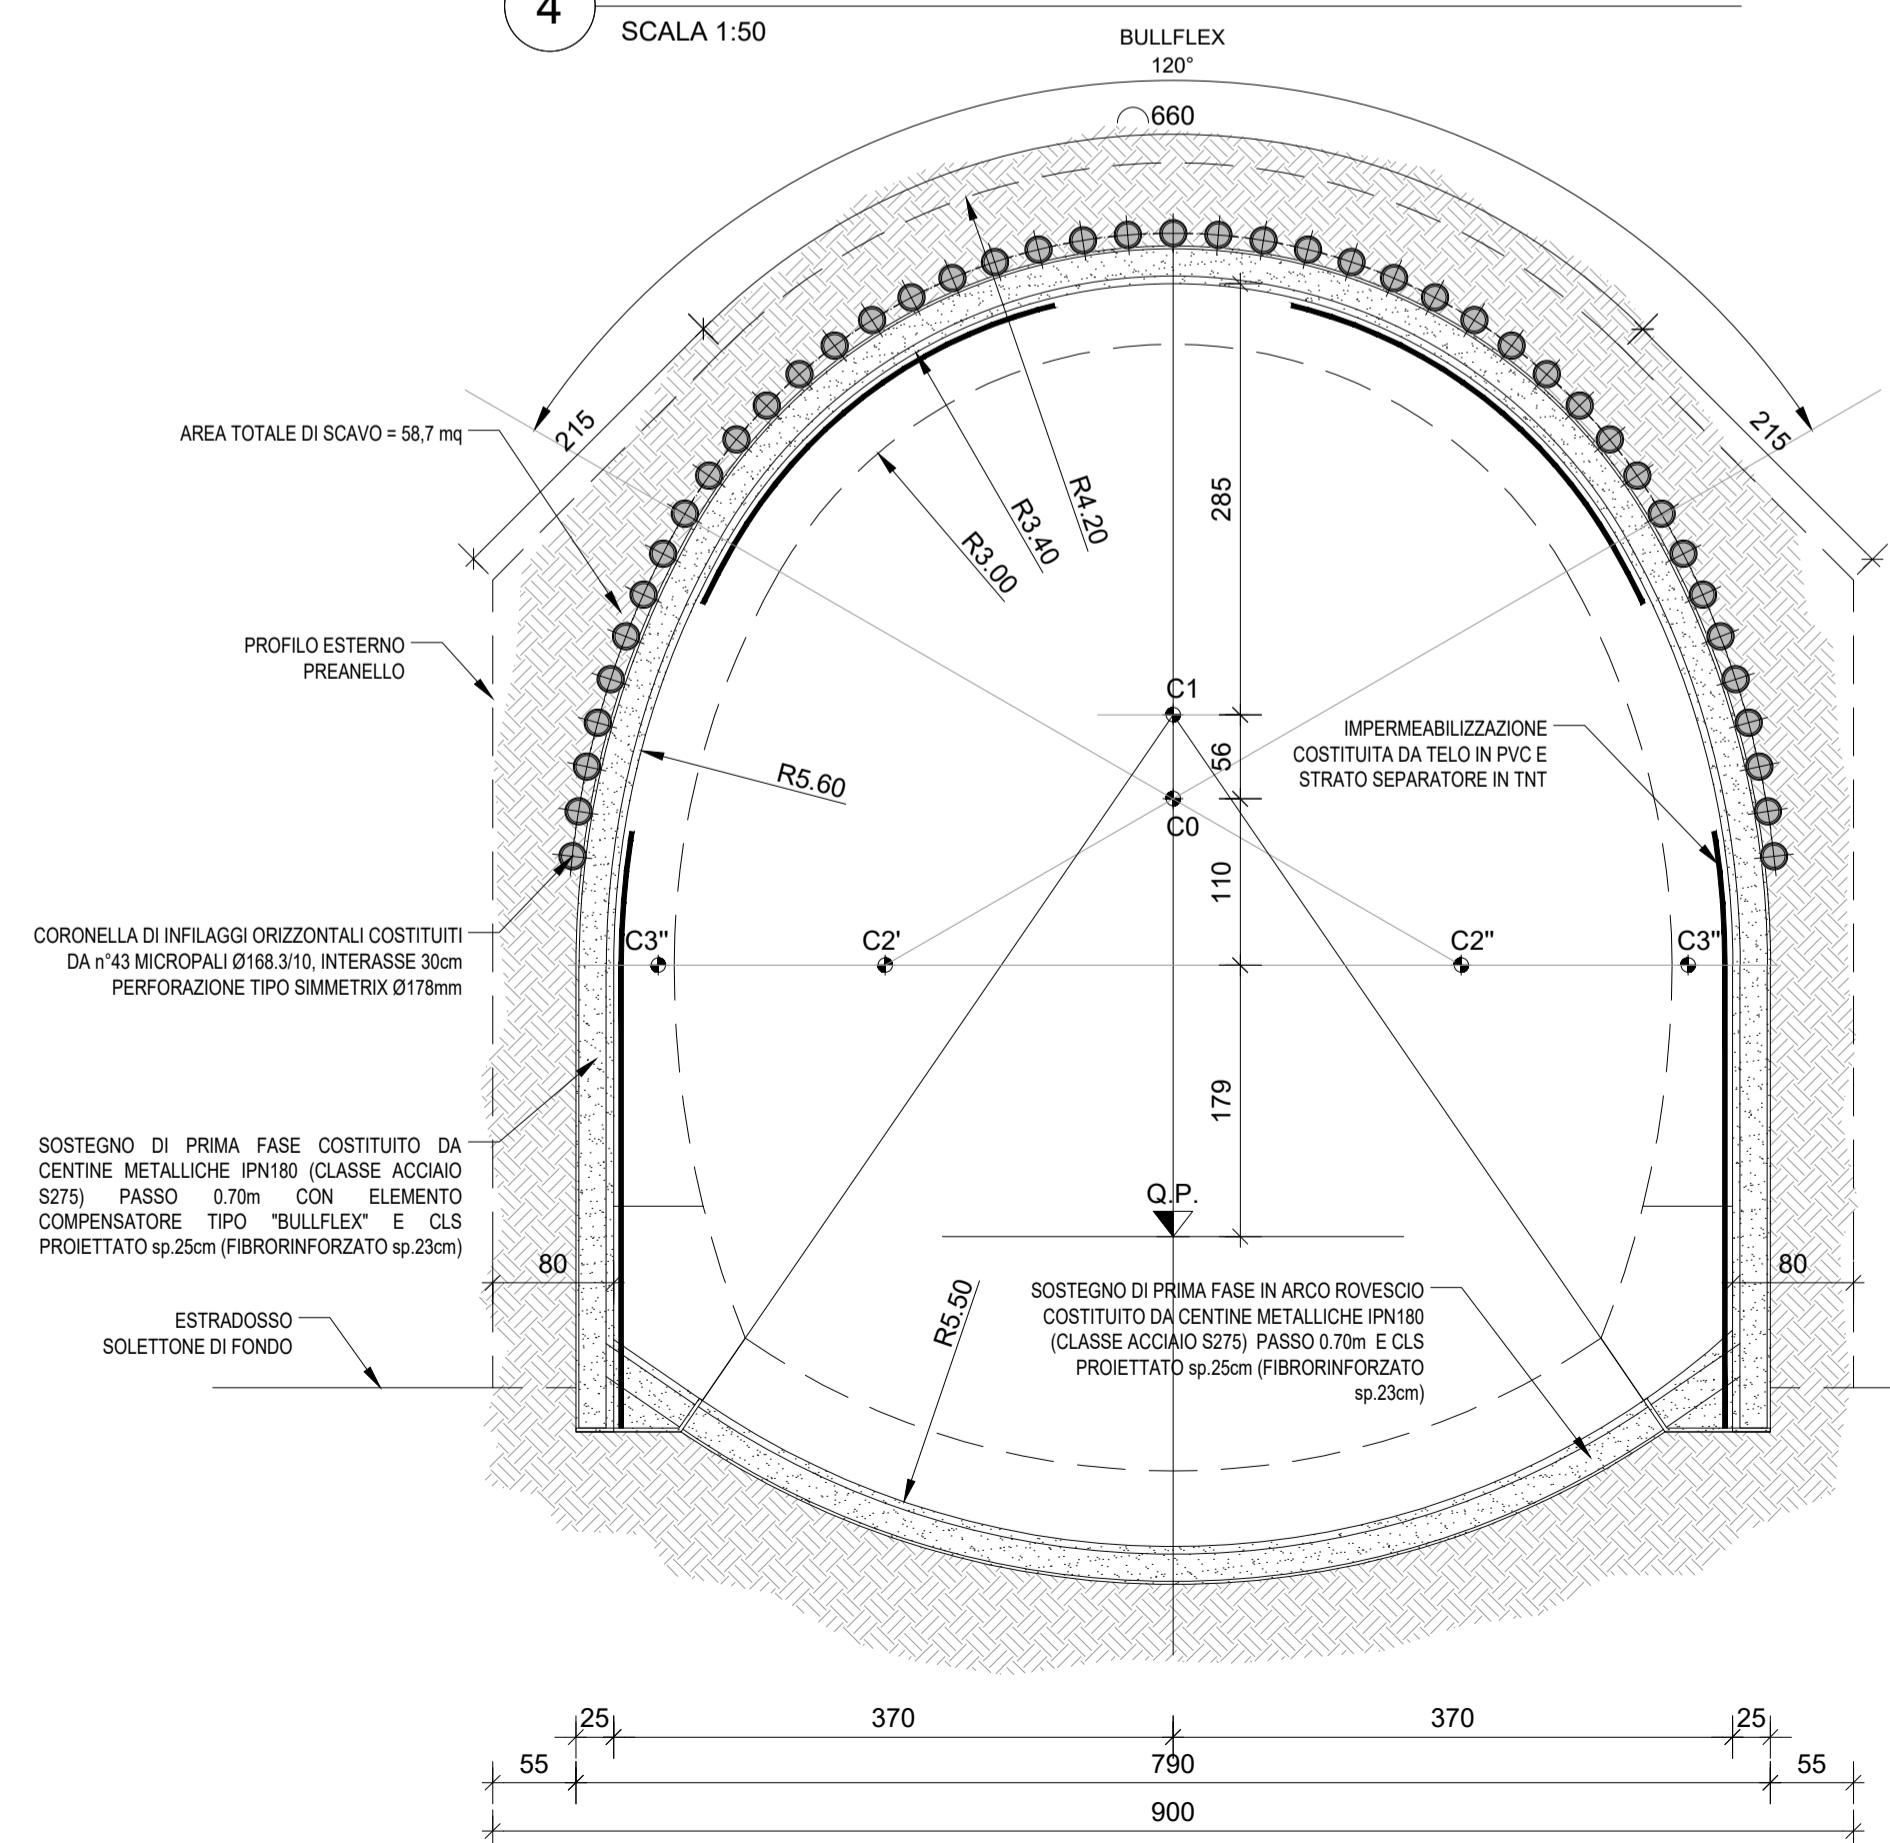 4
SCALA 1:50
BULLFLEX
120°
660
215
215
AREA TOTALE DI SCAVO = 58,7 mq
R4.20
R3.40
R3.00
285
PROFILO ESTERNO
PREANELLO
C1
56
C0
IMPERMEABILIZZAZIONE
COSTITUITA DA TELO IN PVC E
STRATO SEPARATORE IN TNT
R5.60
110
CORONELLA DI INFILAGGI ORIZZONTALI COSTITUITI
DA n°43 MICROPALI Ø168.3/10, INTERASSE 30cm
PERFORAZIONE TIPO SIMMETRIX Ø178mm
C3"
C2'
C2"
C3"
179
SOSTEGNO DI PRIMA FASE COSTITUITO DA
CENTINE METALLICHE IPN180 (CLASSE ACCIAIO
S275) PASSO 0.70m CON ELEMENTO
COMPENSATORE TIPO "BULLFLEX" E CLS
PROIETTATO sp.25cm (FIBRORINFORZATO sp.23cm)
Q.P.
80
80
ESTRADOSSO
SOLETTONE DI FONDO
R5.50
SOSTEGNO DI PRIMA FASE IN ARCO ROVESCIO
COSTITUITO DA CENTINE METALLICHE IPN180
(CLASSE ACCIAIO S275) PASSO 0.70m E CLS
PROIETTATO sp.25cm (FIBRORINFORZATO
sp.23cm)
25
370
370
25
55
790
55
900